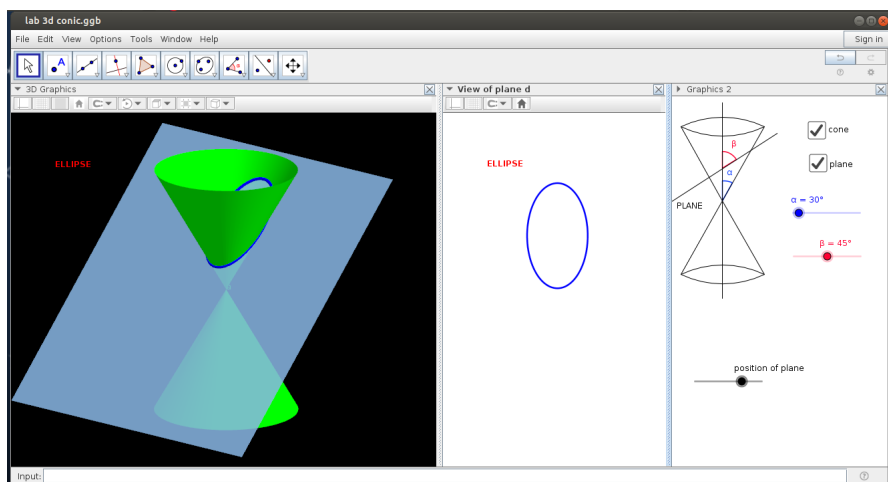 lab 3d conic.ggb
File Edit View Options Tools Window Help
Sign in
3D Graphics
View of plane d
Graphics 2
ELLIPSE
ELLIPSE
β
α
PLANE
cone
plane
α = 30°
β = 45°
position of plane
Input: